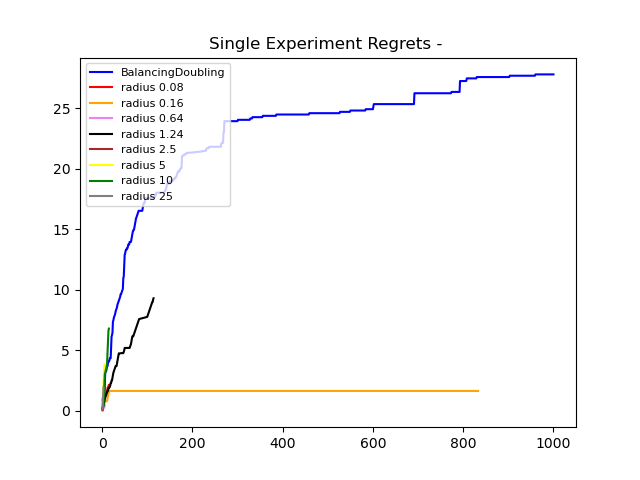 Single Experiment Regrets -
BalancingDoubling
radius 0.08
radius 0.16
radius 0.64
radius 1.24
radius 2.5
radius 5
radius 10
radius 25
25
20
15
10
5
0
0 200 400 600 800 1000